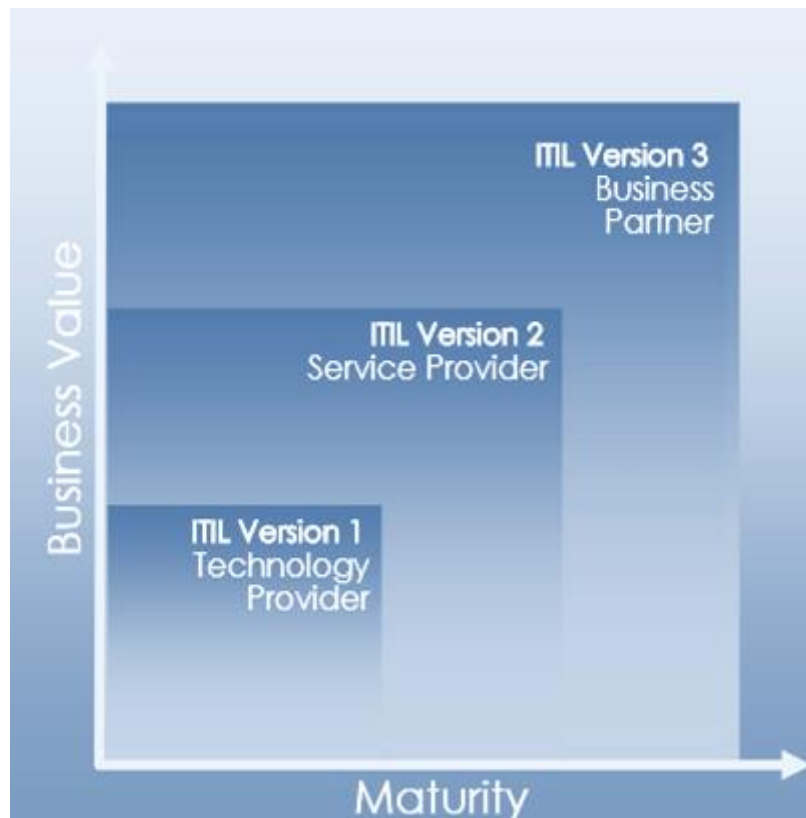 ITIL Version 3
Business
Partner
ITIL Version 2
Service Provider
ITIL Version 1
Technology
Provider
Business Value
Maturity